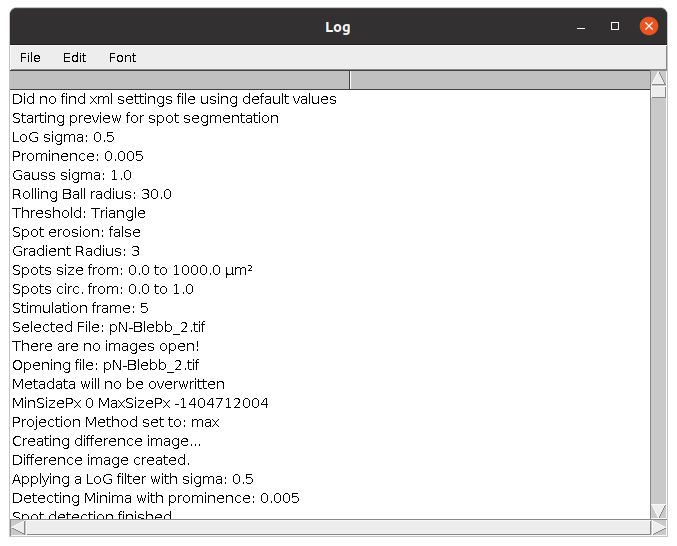 Log
File Edit Font
Did no find xml settings file using default values
Starting preview for spot segmentation
LoG sigma: 0.5
Prominence: 0.005
Gauss sigma: 1.0
Rolling Ball radius: 30.0
Threshold: Triangle
Spot erosion: false
Gradient Radius: 3
Spots size from: 0.0 to 1000.0 µm²
Spots circ. from: 0.0 to 1.0
Stimulation frame: 5
Selected File: pN-Blebb_2.tif
There are no images open!
Opening file: pN-Blebb_2.tif
Metadata will no be overwritten
MinSizePx 0 MaxSizePx -1404712004
Projection Method set to: max
Creating difference image...
Difference image created.
Applying a LoG filter with sigma: 0.5
Detecting Minima with prominence: 0.005
Spot detection finished